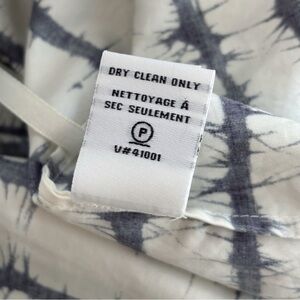 DRY CLEAN ONLY
NETTOYAGE À
SEC SEULEMENT
P
V#41001